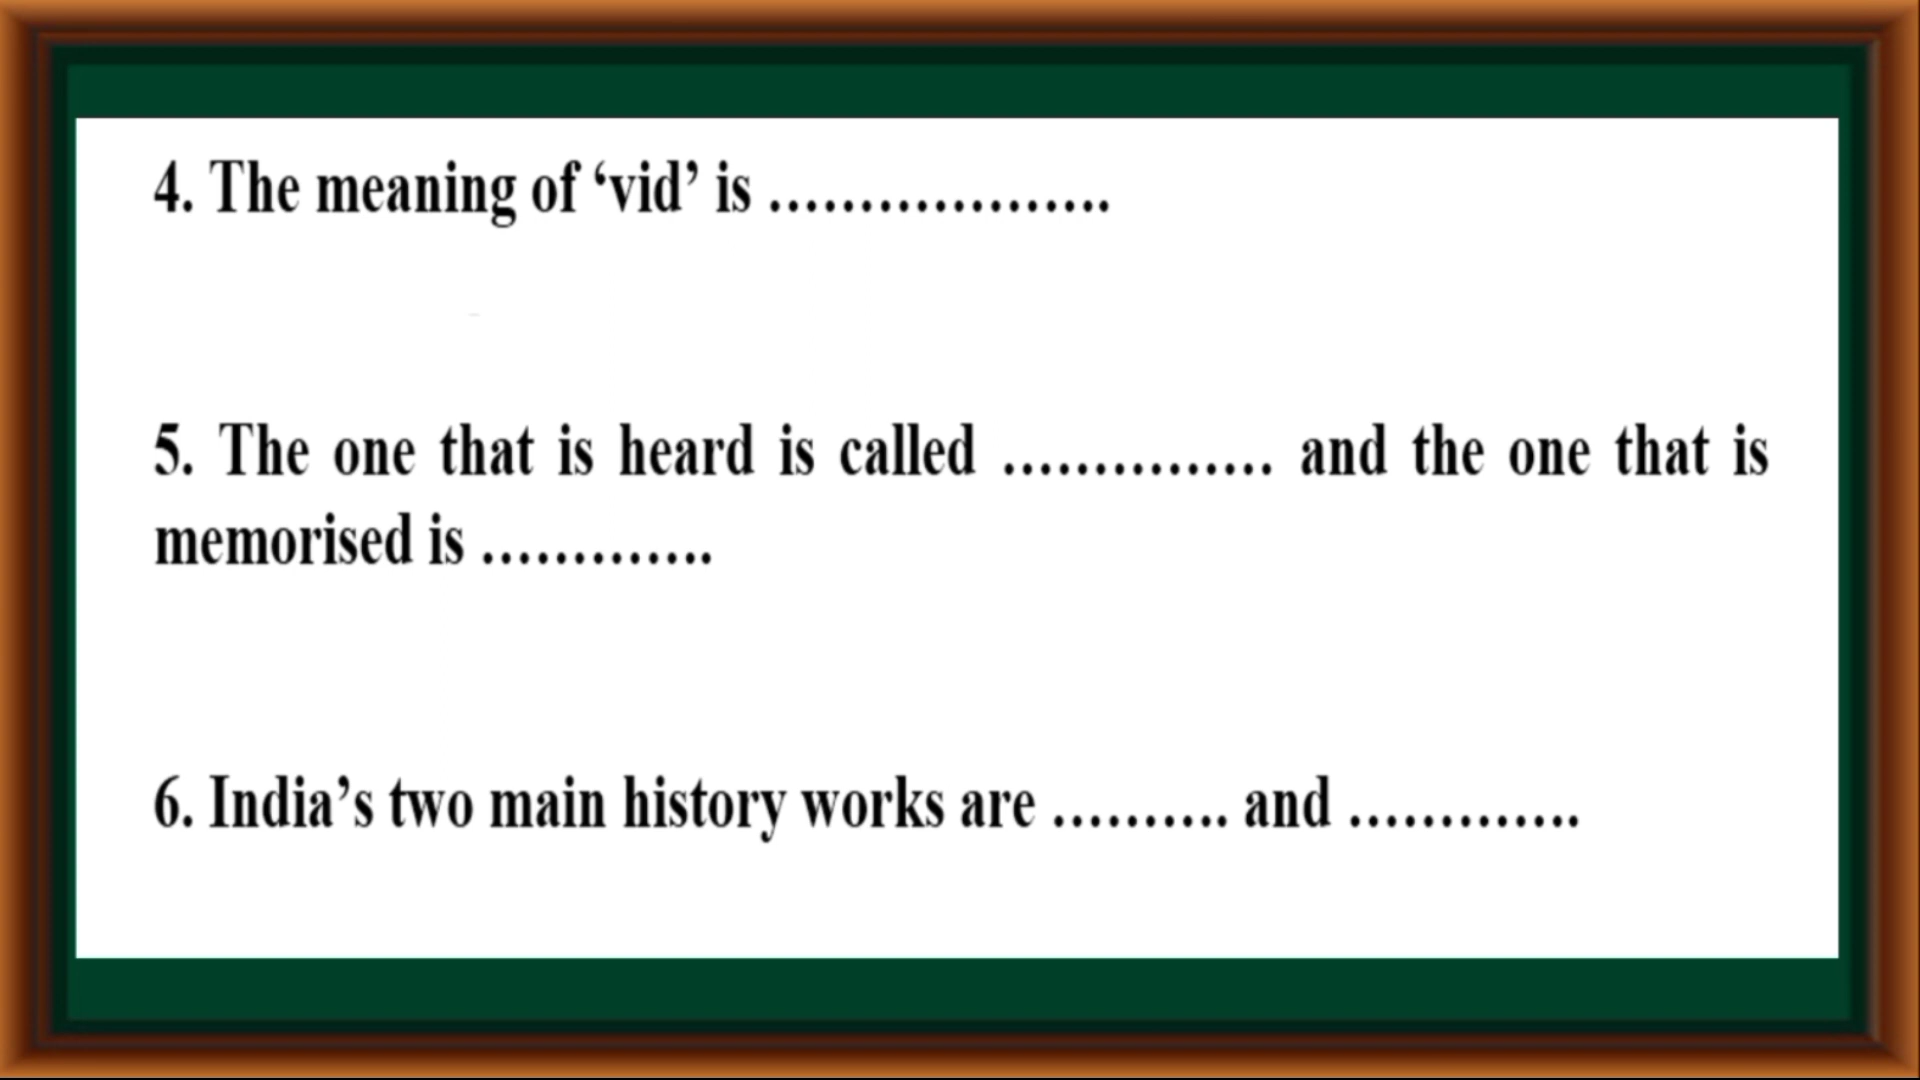 4. The meaning of ‘vid’ is ……………….
5. The one that is heard is called …………… and the one that is
memorised is ………….
6. India’s two main history works are ………. and ………….